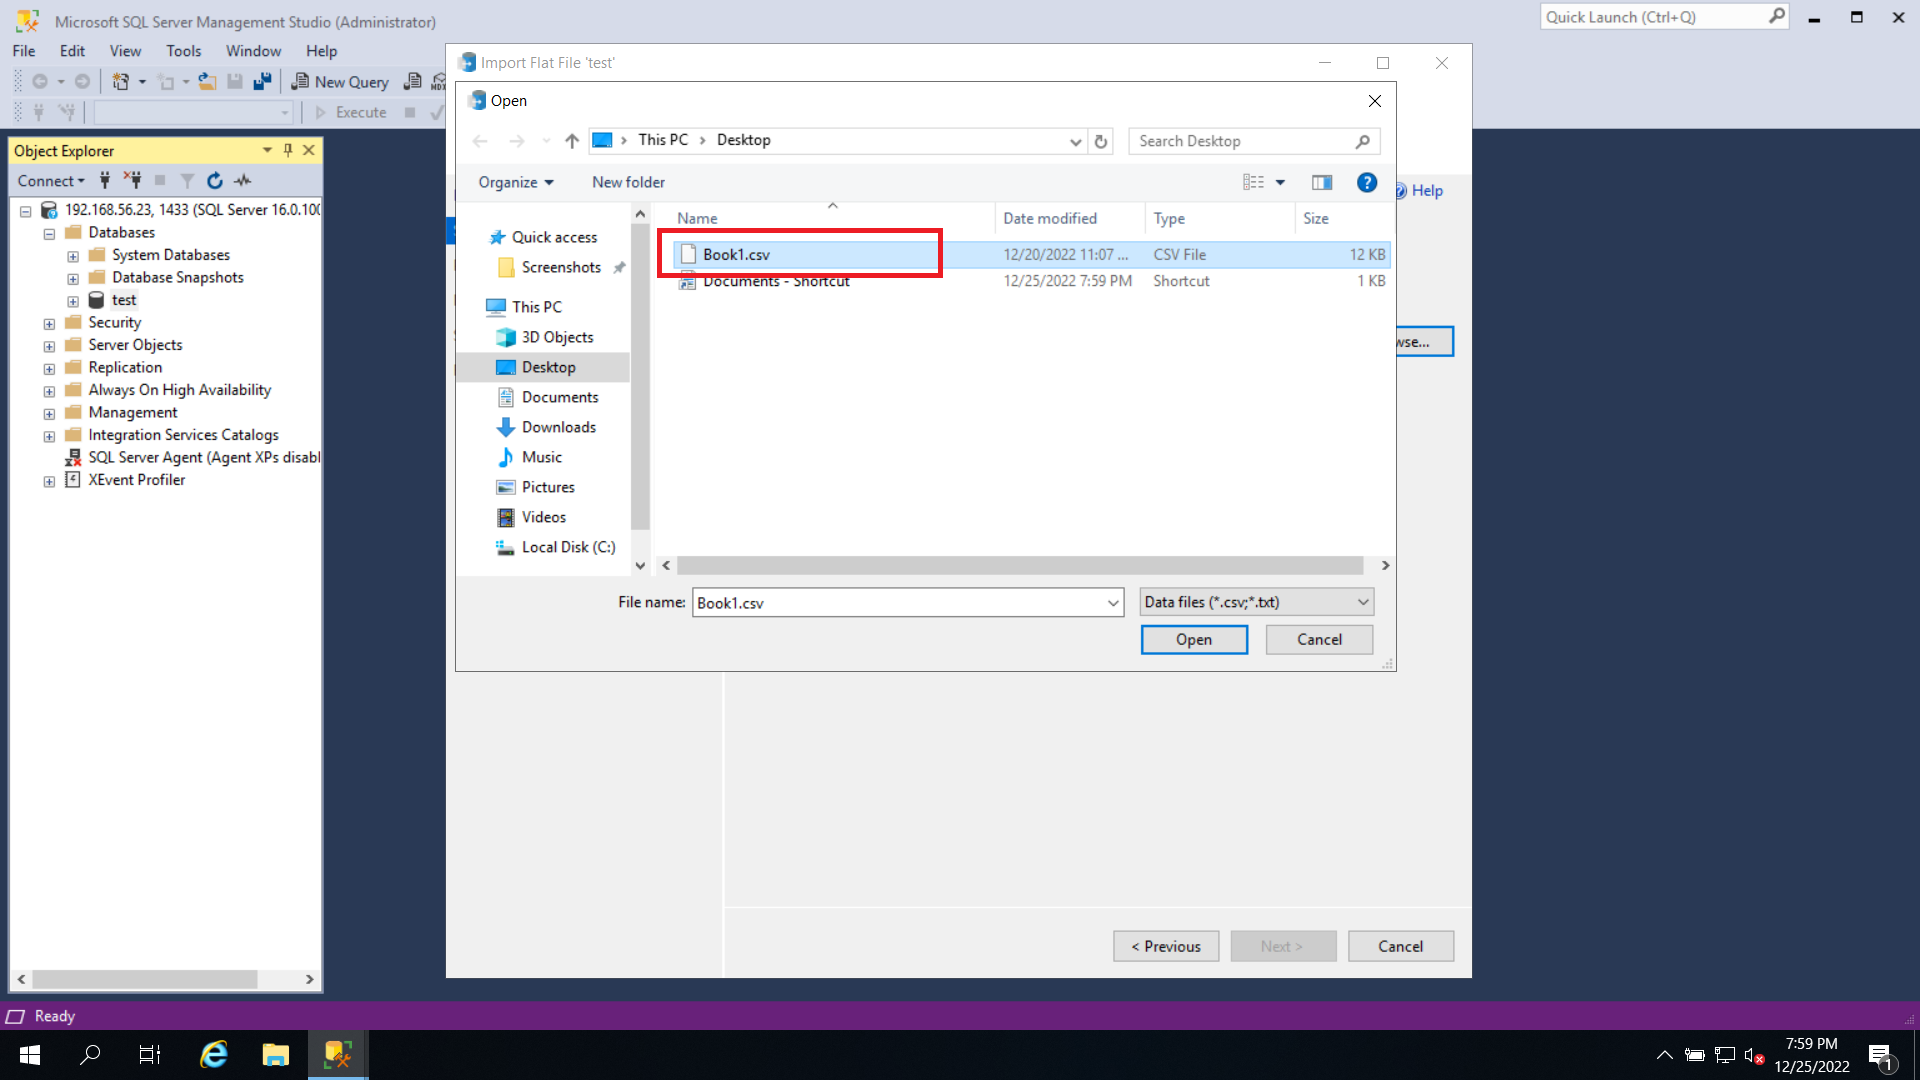 Microsoft SQL Server Management Studio (Administrator)
Quick Launch (Ctrl+Q)
File Edit View Tools Window Help
New Query
Execute
Object Explorer
Connect
192.168.56.23, 1433 (SQL Server 16.0.100
Databases
System Databases
Database Snapshots
test
Security
Server Objects
Replication
Always On High Availability
Management
Integration Services Catalogs
SQL Server Agent (Agent XPs disabl
XEvent Profiler
Import Flat File 'test'
Help
wse...
Open
This PC > Desktop
Search Desktop
Organize New folder
Quick access
Screenshots
This PC
3D Objects
Desktop
Documents
Downloads
Music
Pictures
Videos
Local Disk (C:)
Name Date modified Type Size
Book1.csv 12/20/2022 11:07 ... CSV File 12 KB
Documents - Shortcut 12/25/2022 7:59 PM Shortcut 1 KB
File name: Book1.csv Data files (*.csv;*.txt)
Open Cancel
< Previous Next > Cancel
Ready
7:59 PM
12/25/2022
1